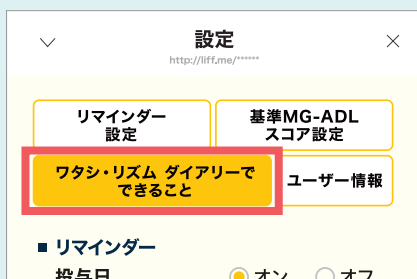 設定
http://liff.me/******
リマインダー
設定
基準MG-ADL
スコア設定
ワタシ・リズム ダイアリーで
できること
ユーザー情報
■ リマインダー
投与日
オン
オフ